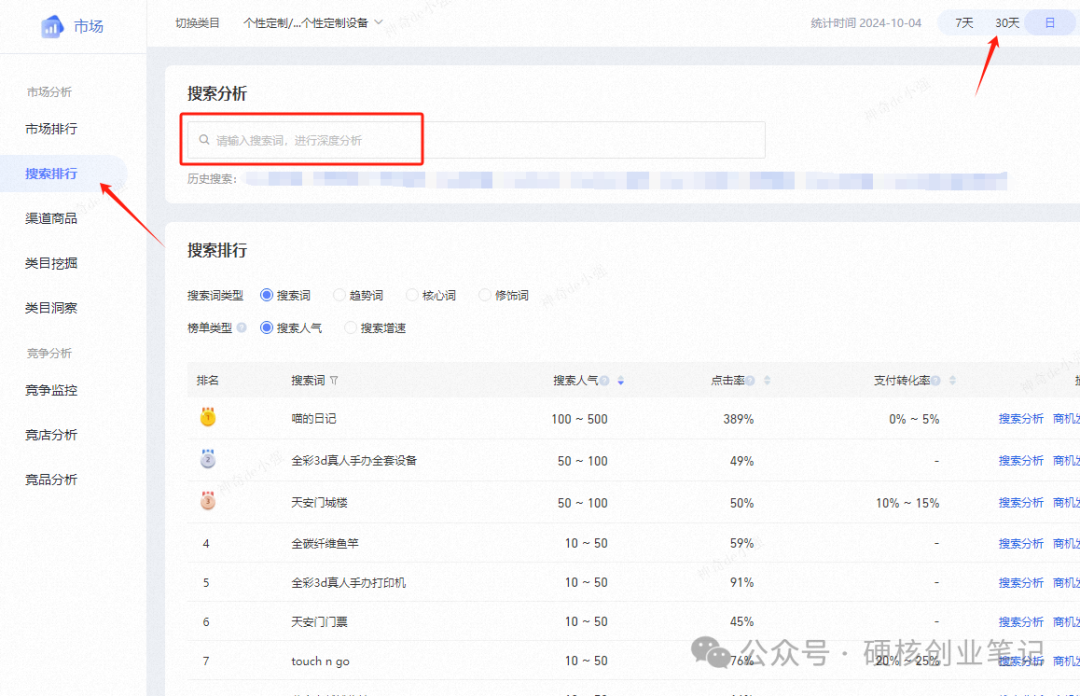 市场
切换类目 个性定制/...个性定制设备 统计时间 2024-10-04 7天 30天 日
市场分析
市场排行
搜索排行
渠道商品
类目挖掘
类目洞察
竞争分析
竞争监控
竞店分析
竞品分析
搜索分析
请输入搜索词，进行深度分析
历史搜索：
搜索排行
搜索词类型 搜索词 趋势词 核心词 修饰词
榜单类型 搜索人气 搜索增速
排名 搜索词 搜索人气 点击率 支付转化率
1 喵的日记 100 ~ 500 389% 0% ~ 5% 搜索分析 商机
2 全彩3d真人手办全套设备 50 ~ 100 49% - 搜索分析 商机
3 天安门城楼 50 ~ 100 50% 10% ~ 15% 搜索分析 商机
4 全碳纤维鱼竿 10 ~ 50 59% - 搜索分析 商机
5 全彩3d真人手办打印机 10 ~ 50 91% - 搜索分析 商机
6 天安门门票 10 ~ 50 45% - 搜索分析 商机
7 touch n go 10 ~ 50 76% 20% ~ 25% 搜索分析 商机
公众号 · 硬核创业笔记